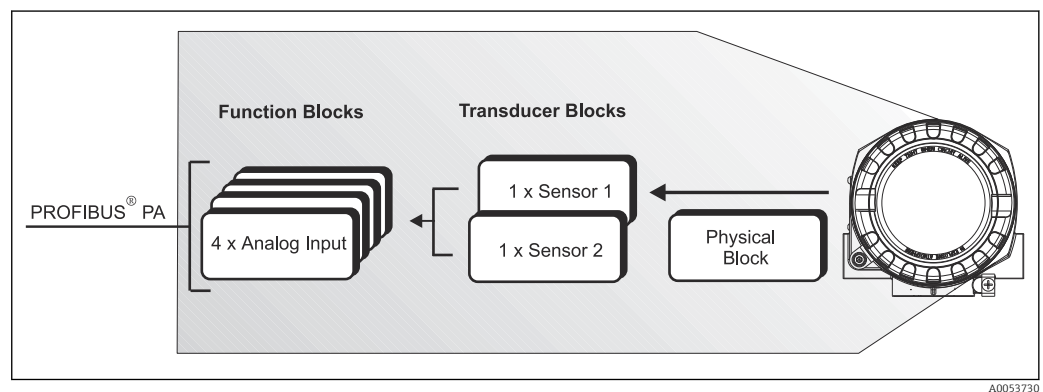 Function Blocks
Transducer Blocks
PROFIBUS® PA
4 x Analog Input
1 x Sensor 1
1 x Sensor 2
Physical
Block
A0053730